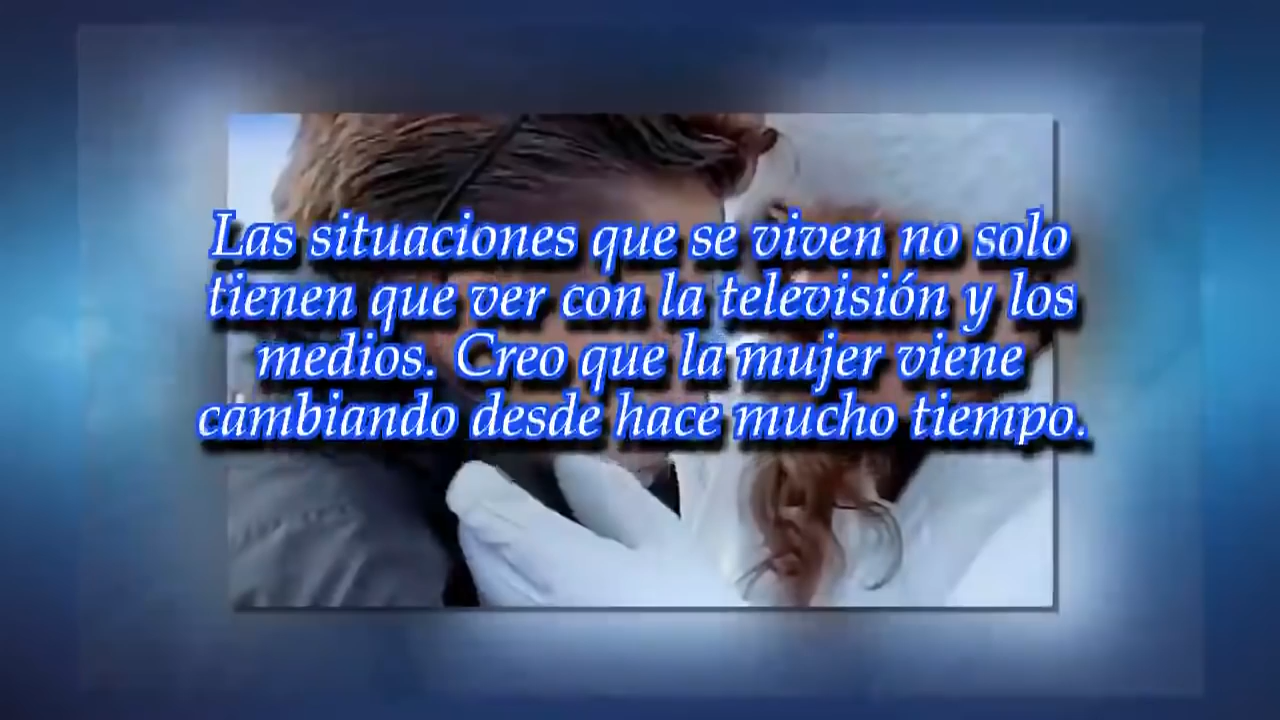 Las situaciones que se viven no solo
tienen que ver con la televisión y los
medios. Creo que la mujer viene
cambiando desde hace mucho tiempo.